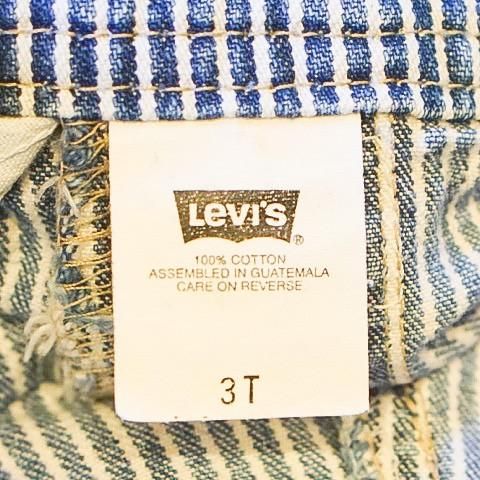 Levi's ®
100% COTTON
ASSEMBLED IN GUATEMALA
CARE ON REVERSE
3T